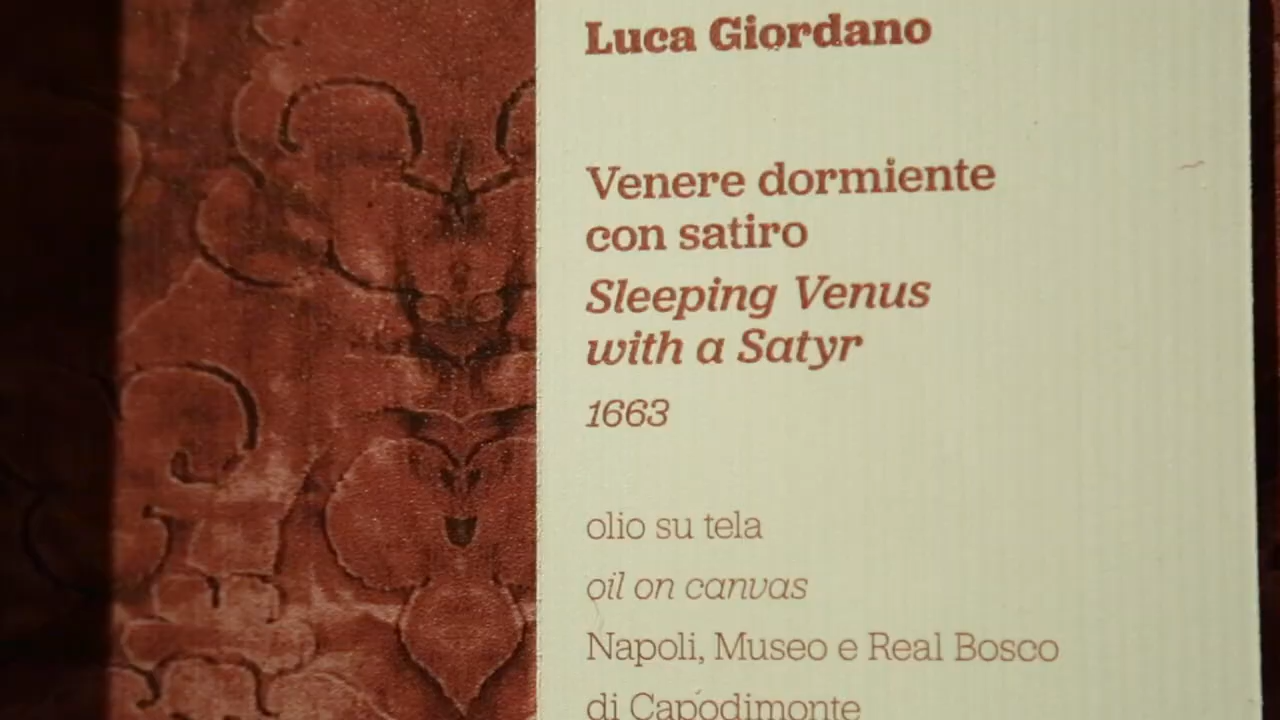 Luca Giordano
Venere dormiente
con satiro
Sleeping Venus
with a Satyr
1663
olio su tela
oil on canvas
Napoli, Museo e Real Bosco
di Capodimonte